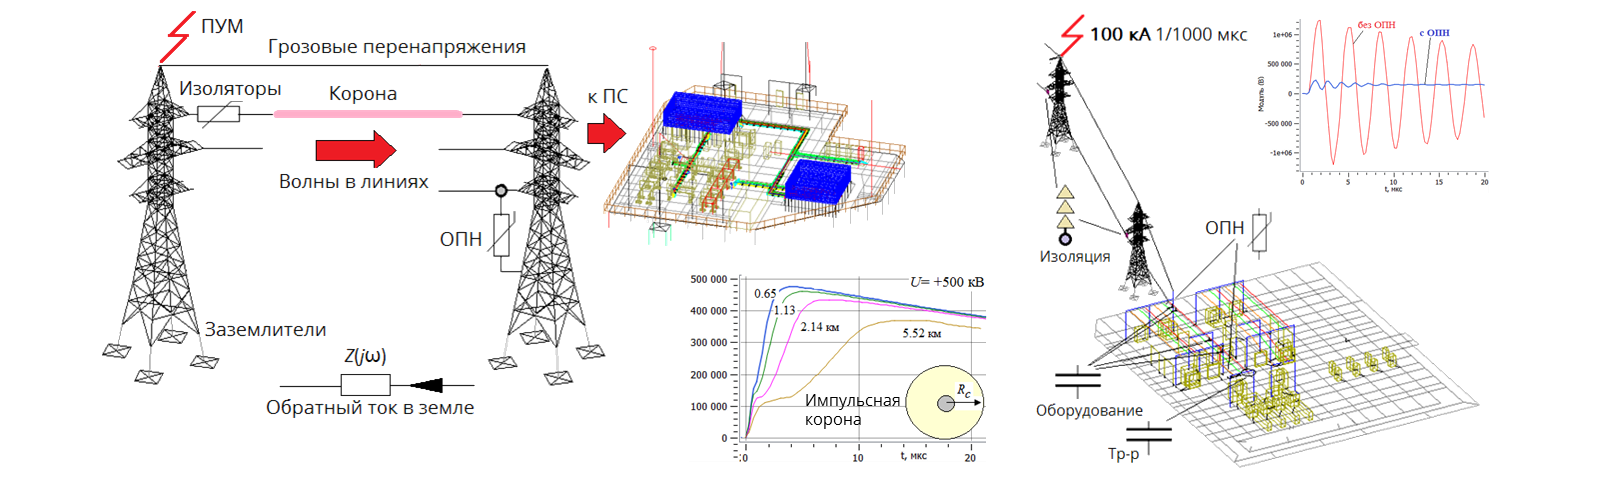 ПУМ
Грозовые перенапряжения
Изоляторы
Корона
Волны в линиях
ОПН
Заземлители
Z(jω)
Обратный ток в земле
к ПС
500 000
400 000
300 000
200 000
100 000
0
0
10
20
t, мкс
U= +500 кВ
0.65
1.13
2.14 км
5.52 км
Импульсная
корона
Rc
100 кА 1/1000 мкс
Изоляция
ОПН
Оборудование
Тр-р
1e+06
500 000
0
-500 000
-1e+06
Модуль (В)
без ОПН
с ОПН
0
5
10
15
20
t, мкс